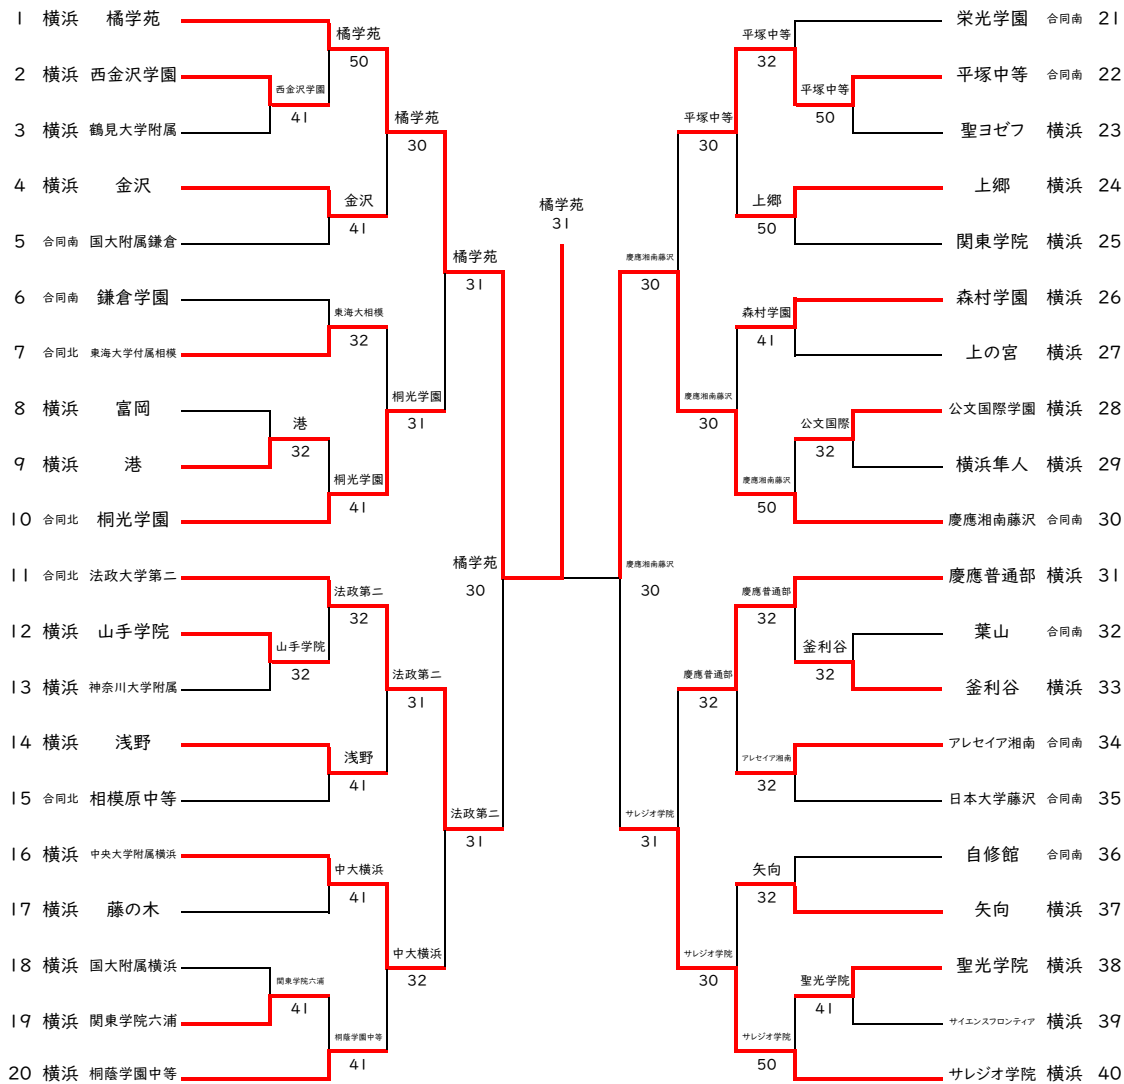 1 横浜 橘学苑
2 横浜 西金沢学園
3 横浜 鶴見大学附属
4 横浜 金沢
5 合同南 国大附属鎌倉
6 合同南 鎌倉学園
7 合同北 東海大学付属相模
8 横浜 富岡
9 横浜 港
10 合同北 桐光学園
11 合同北 法政大学第二
12 横浜 山手学院
13 横浜 神奈川大学附属
14 横浜 浅野
15 合同北 相模原中等
16 横浜 中央大学附属横浜
17 横浜 藤の木
18 横浜 国大附属横浜
19 横浜 関東学院六浦
20 横浜 桐蔭学園中等
西金沢学園
41
港
32
山手学院
32
関東学院六浦
41
橘学苑
50
金沢
41
東海大相模
32
桐光学園
41
法政第二
32
浅野
41
中大横浜
41
桐蔭学園中等
41
橘学苑
30
桐光学園
31
法政第二
31
中大横浜
32
橘学苑
31
法政第二
31
橘学苑
30
橘学苑
31
慶應湘南藤沢
30
慶應湘南藤沢
30
サレジオ学院
31
平塚中等
30
慶應湘南藤沢
30
慶應普通部
32
サレジオ学院
30
平塚中等
32
上郷
50
森村学園
41
慶應湘南藤沢
50
慶應普通部
32
アレセイア湘南
32
矢向
32
サレジオ学院
50
平塚中等
50
公文国際
32
釜利谷
32
聖光学院
41
栄光学園 合同南 21
平塚中等 合同南 22
聖ヨゼフ 横浜 23
上郷 横浜 24
関東学院 横浜 25
森村学園 横浜 26
上の宮 横浜 27
公文国際学園 横浜 28
横浜隼人 横浜 29
慶應湘南藤沢 合同南 30
慶應普通部 横浜 31
葉山 合同南 32
釜利谷 横浜 33
アレセイア湘南 合同南 34
日本大学藤沢 合同南 35
自修館 合同南 36
矢向 横浜 37
聖光学院 横浜 38
サイエンスフロンティア 横浜 39
サレジオ学院 横浜 40